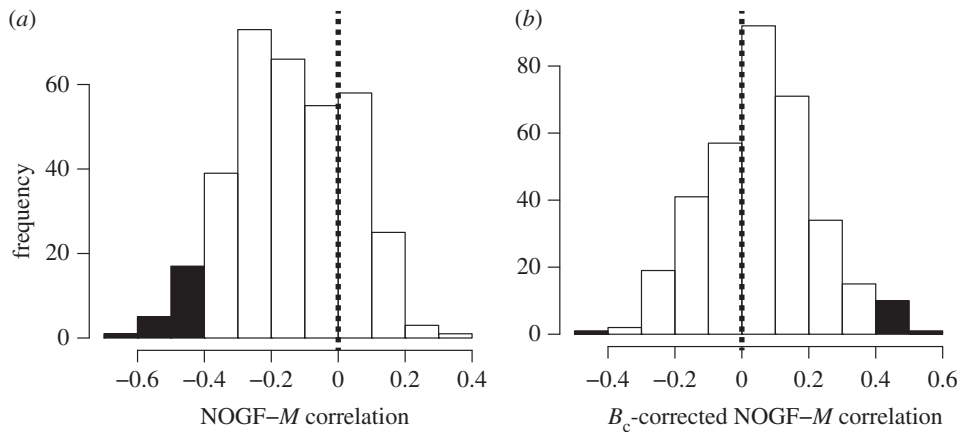 (a)
60
40
20
0
frequency
−0.6 −0.4 −0.2 0 0.2 0.4
NOGF–M correlation
(b)
80
60
40
20
0
−0.4 −0.2 0 0.2 0.4 0.6
Bc-corrected NOGF–M correlation